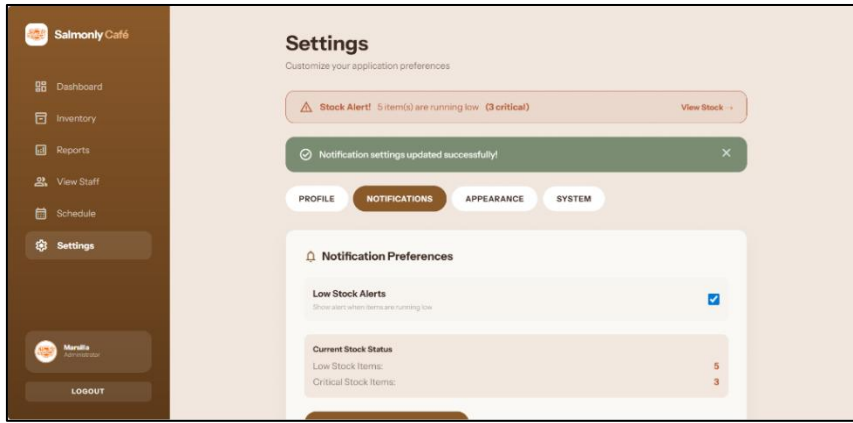 Salmonly Café
Dashboard
Inventory
Reports
View Staff
Schedule
Settings
Marsilla
Administrator
LOGOUT
Settings
Customize your application preferences
Stock Alert! 5 item(s) are running low (3 critical) View Stock →
Notification settings updated successfully!
PROFILE NOTIFICATIONS APPEARANCE SYSTEM
Notification Preferences
Low Stock Alerts
Show alert when items are running low
Current Stock Status
Low Stock Items: 5
Critical Stock Items: 3